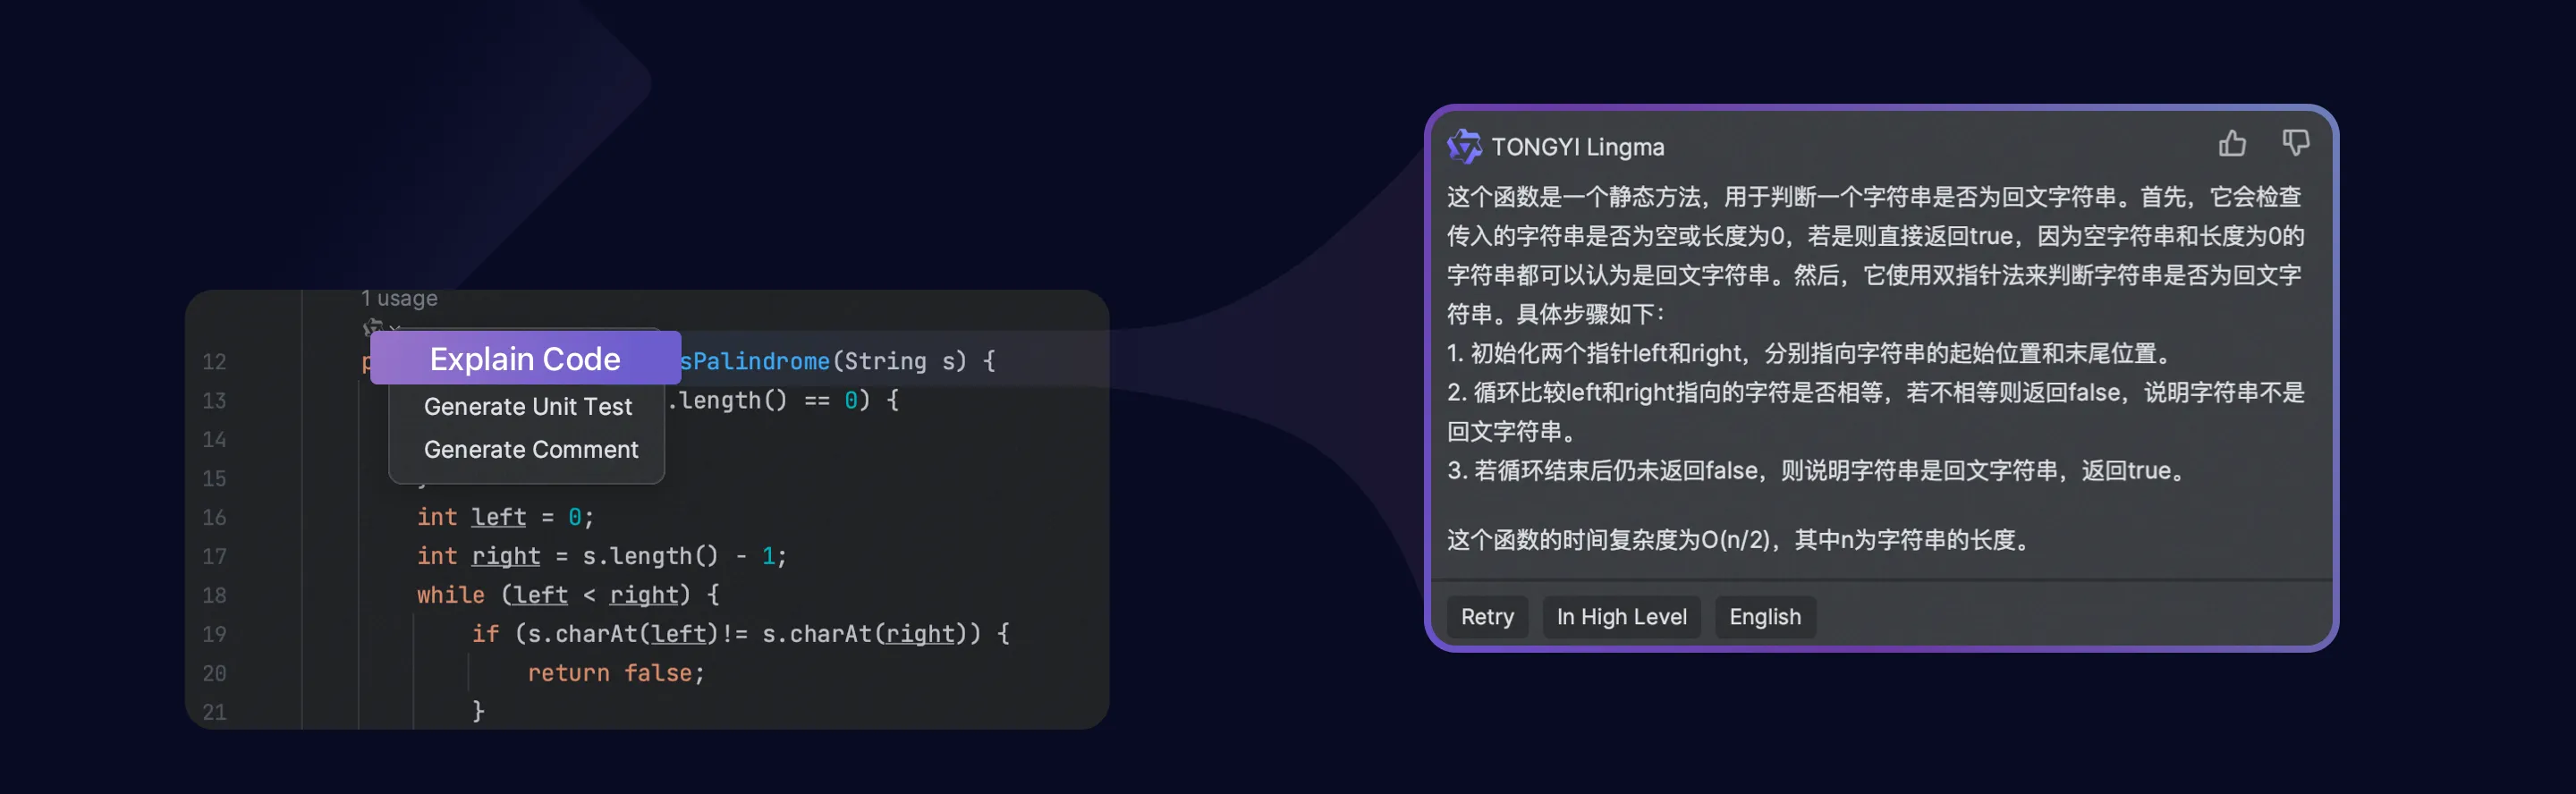 1 usage
12 p sPalindrome(String s) {
Explain Code
13 .length() == 0) {
Generate Unit Test
14
Generate Comment
15
16 int left = 0;
17 int right = s.length() - 1;
18 while (left < right) {
19 if (s.charAt(left)!= s.charAt(right)) {
20 return false;
21 }
TONGYI Lingma
这个函数是一个静态方法，用于判断一个字符串是否为回文字符串。首先，它会检查
传入的字符串是否为空或长度为0，若是则直接返回true，因为空字符串和长度为0的
字符串都可以认为是回文字符串。然后，它使用双指针法来判断字符串是否为回文字
符串。具体步骤如下：
1. 初始化两个指针left和right，分别指向字符串的起始位置和末尾位置。
2. 循环比较left和right指向的字符是否相等，若不相等则返回false，说明字符串不是
回文字符串。
3. 若循环结束后仍未返回false，则说明字符串是回文字符串，返回true。
这个函数的时间复杂度为O(n/2)，其中n为字符串的长度。
Retry In High Level English